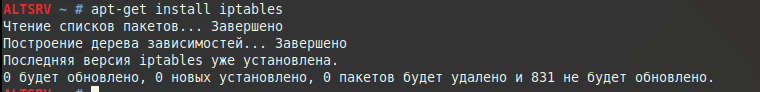 ALTSRV ~ # apt-get install iptables
Чтение списков пакетов... Завершено
Построение дерева зависимостей... Завершено
Последняя версия iptables уже установлена.
0 будет обновлено, 0 новых установлено, 0 пакетов будет удалено и 831 не будет обновлено.
ALTSRV ~ #